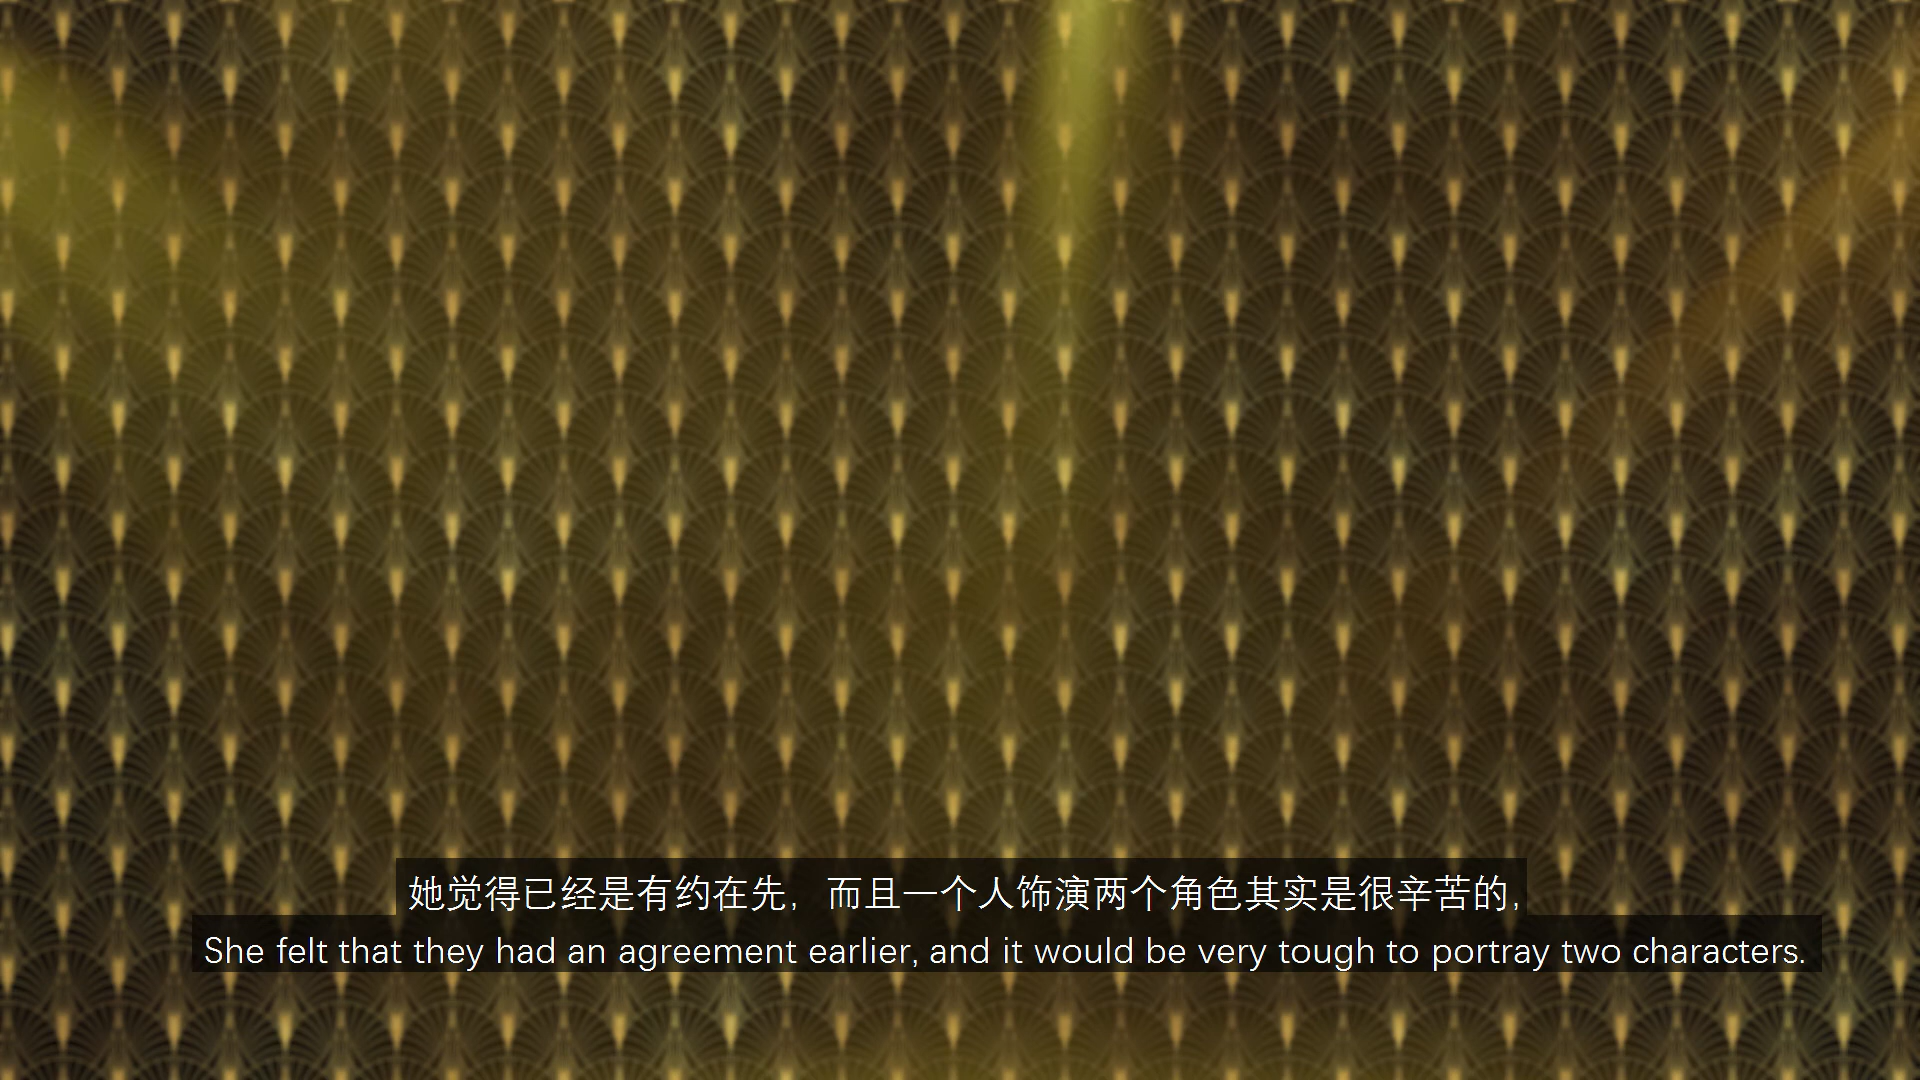 她觉得已经是有约在先，而且一个人饰演两个角色其实是很辛苦的,
She felt that they had an agreement earlier, and it would be very tough to portray two characters.